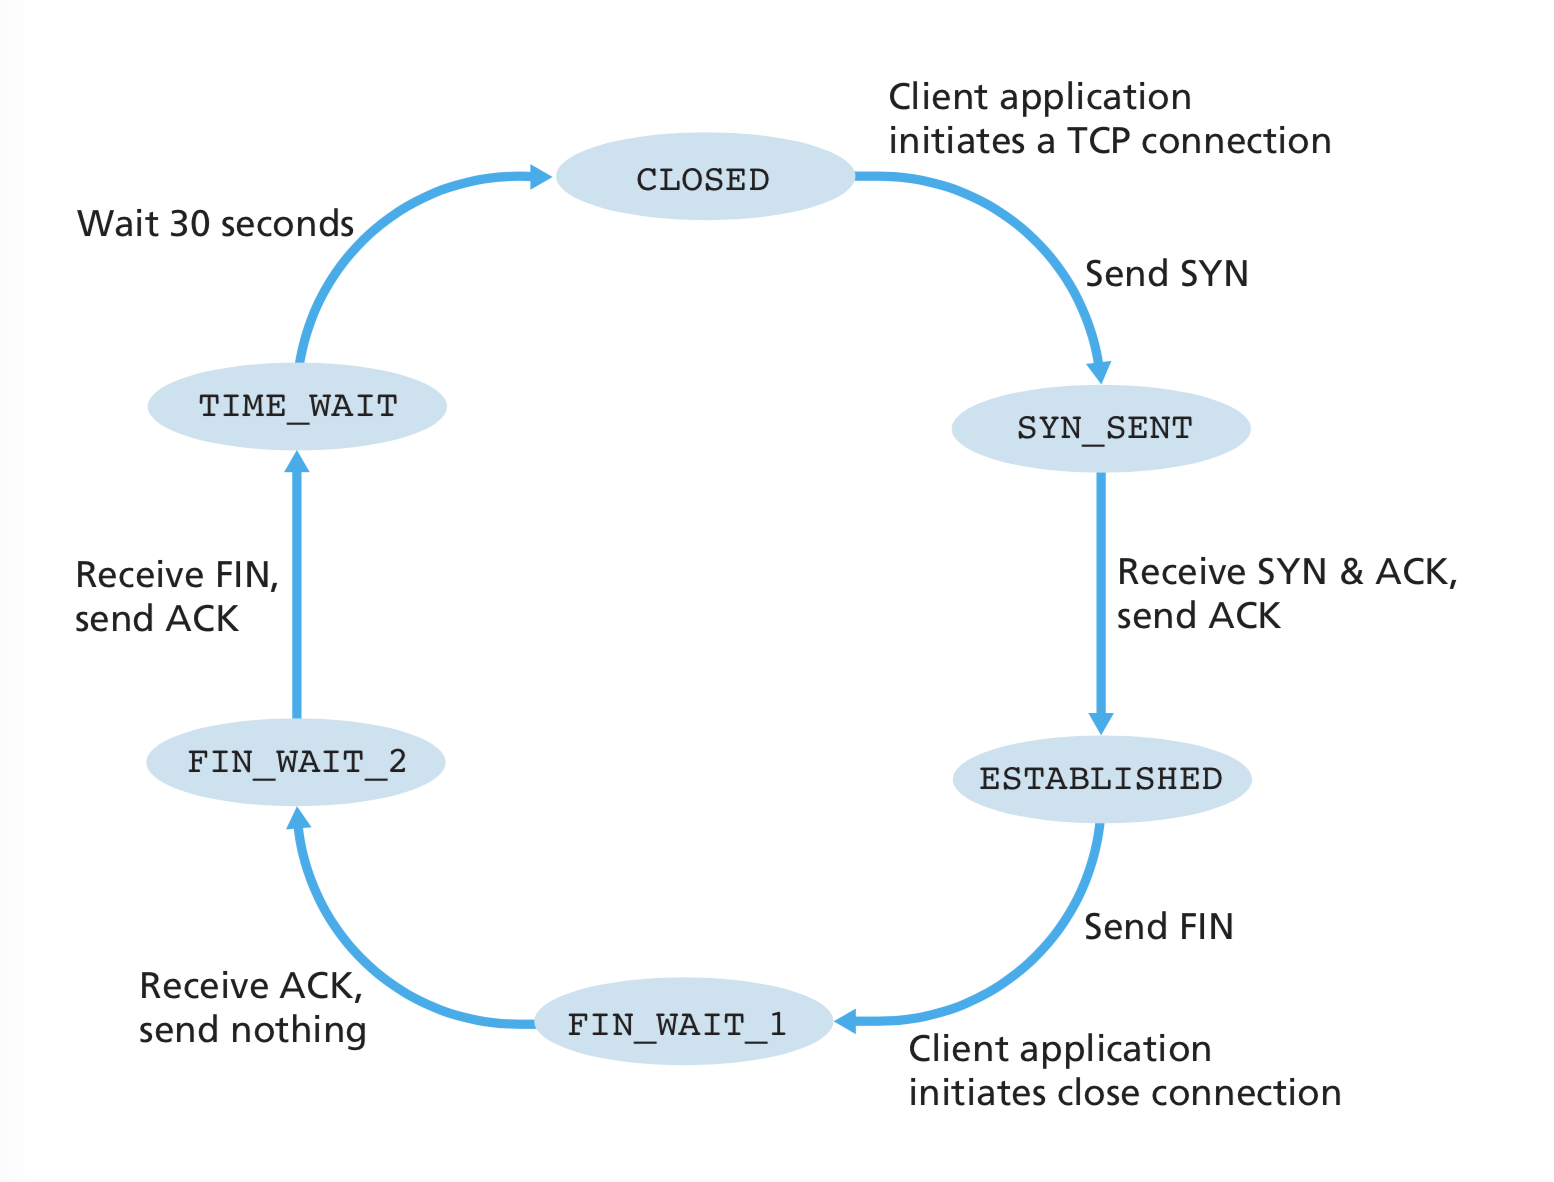 Client application
initiates a TCP connection
CLOSED
Wait 30 seconds
Send SYN
TIME_WAIT
SYN_SENT
Receive SYN & ACK,
send ACK
Receive FIN,
send ACK
FIN_WAIT_2
ESTABLISHED
Send FIN
Receive ACK,
send nothing
FIN_WAIT_1
Client application
initiates close connection